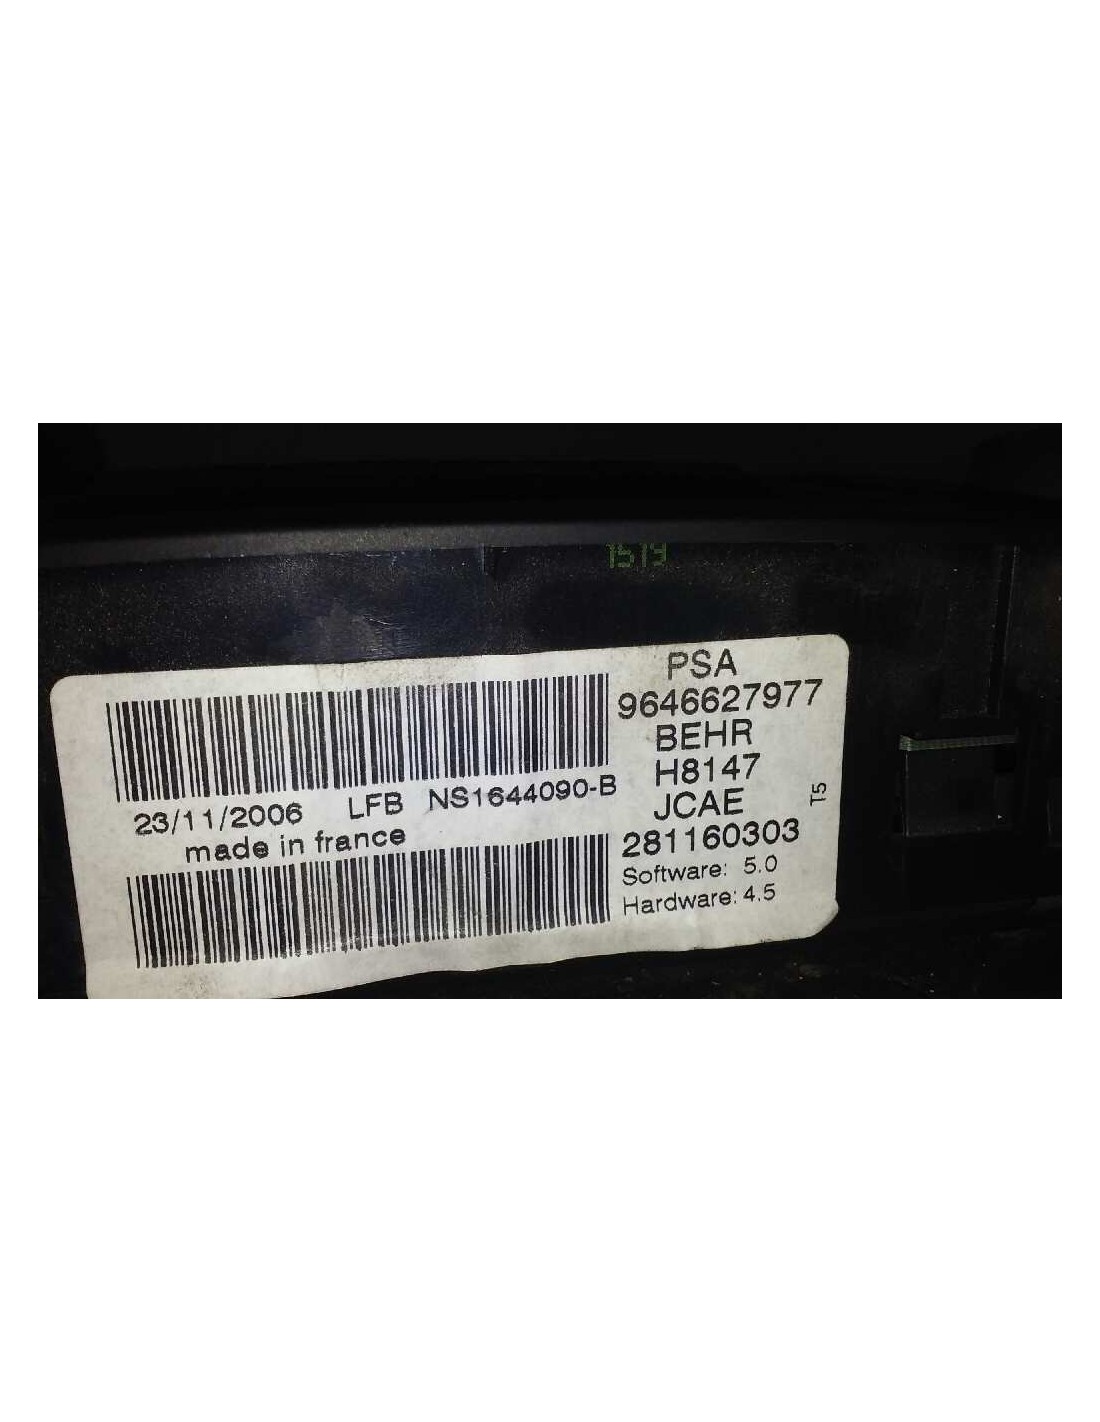 1519
PSA
9646627977
BEHR
H8147
JCAE
281160303
Software: 5.0
Hardware: 4.5
T5
23/11/2006 LFB NS1644090-B
made in france